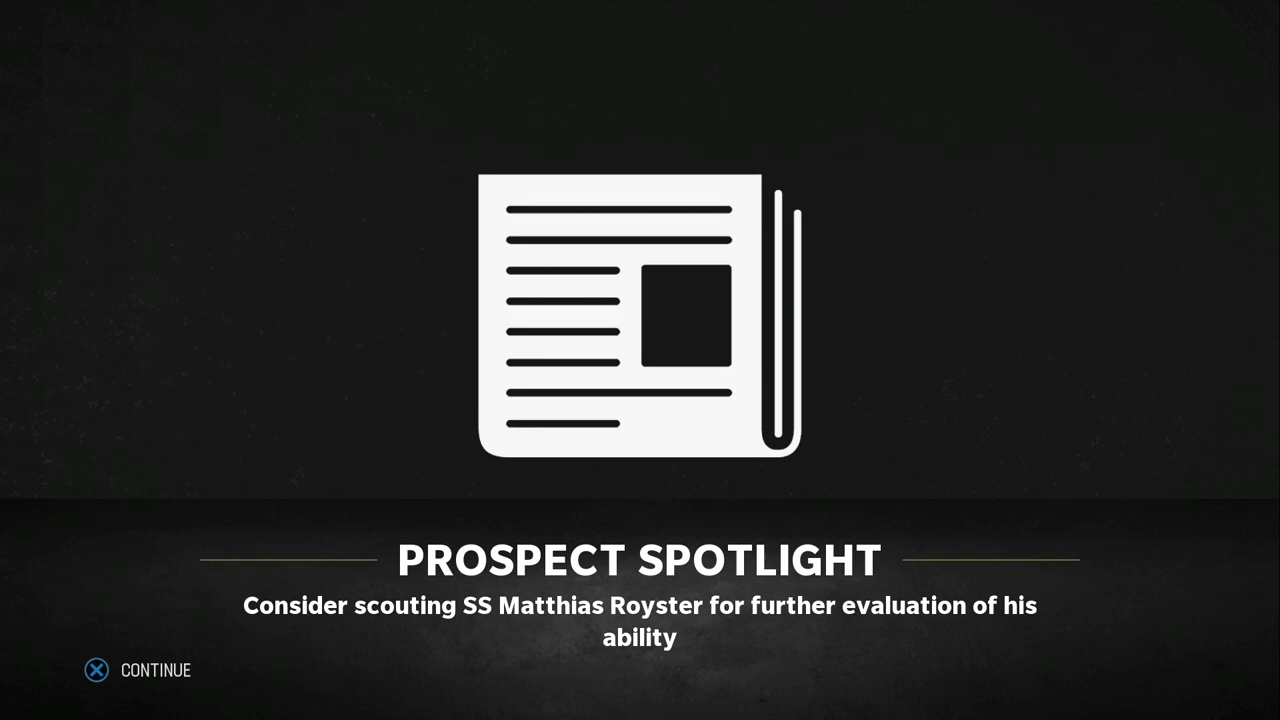 PROSPECT SPOTLIGHT
Consider scouting SS Matthias Royster for further evaluation of his
ability
CONTINUE